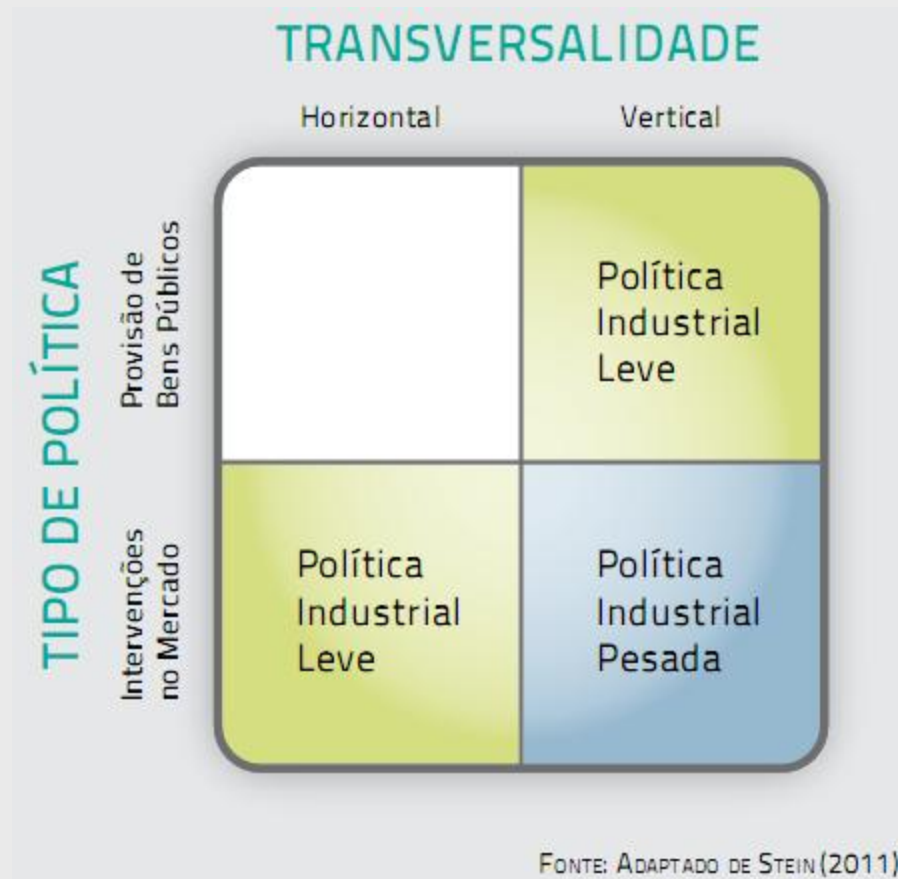 TRANSVERSALIDADE
Horizontal
Vertical
TIPO DE POLÍTICA
Provisão de
Bens Públicos
Política
Industrial
Leve
Intervenções
no Mercado
Política
Industrial
Leve
Política
Industrial
Pesada
FONTE: ADAPTADO DE STEIN (2011)